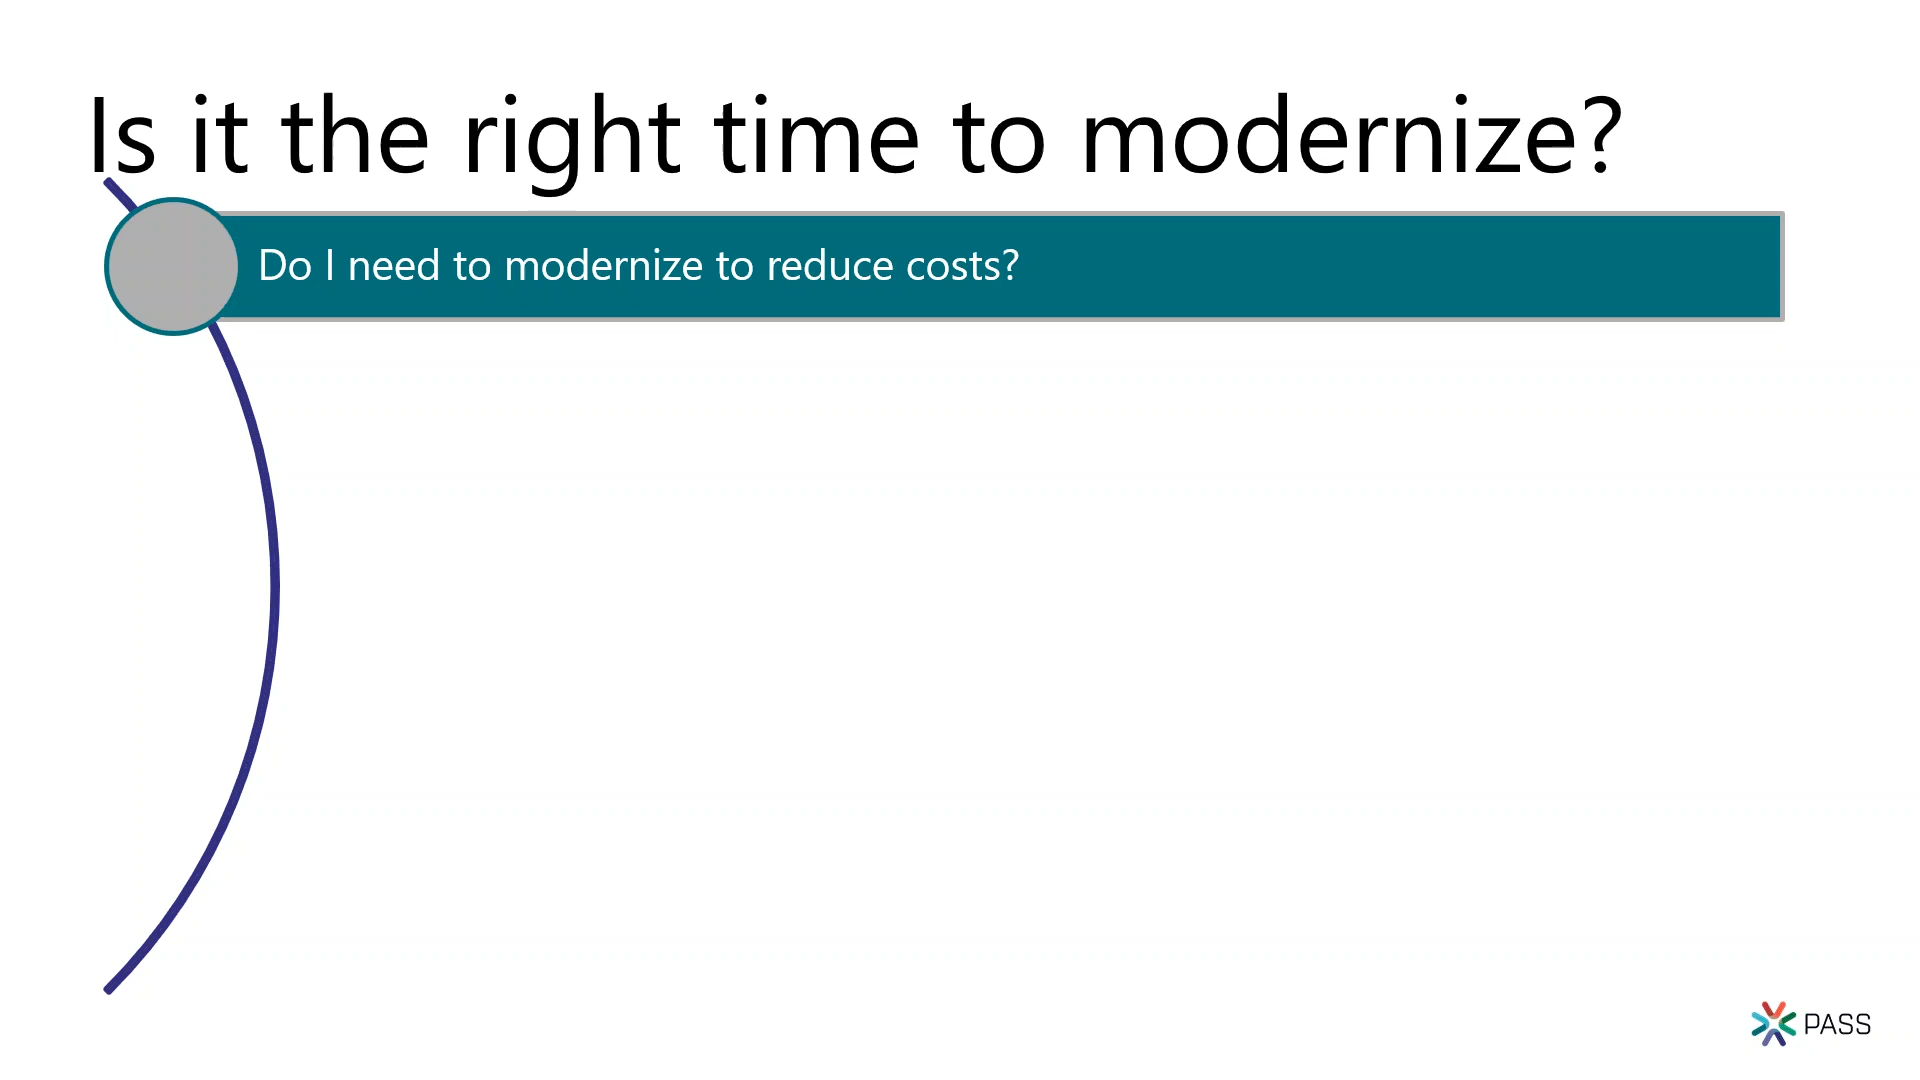 Is it the right time to modernize?
Do I need to modernize to reduce costs?
PASS